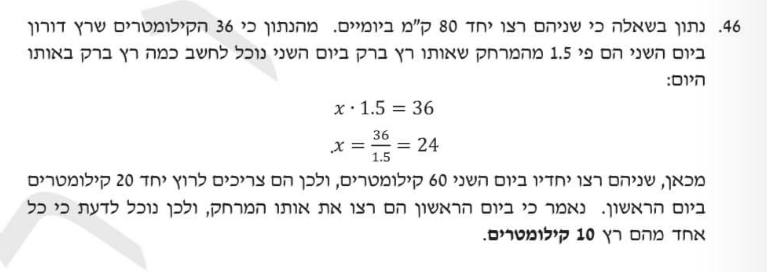 46. נתון בשאלה כי שניהם רצו יחד 80 ק"מ ביומיים. מהנתון כי 36 הקילומטרים שרץ דורון
ביום השני הם פי 1.5 מהמרחק שאותו רץ ברק ביום השני נוכל לחשב כמה רץ ברק באותו
היום:
x · 1.5 = 36
.x = 36/1.5 = 24
מכאן, שניהם רצו יחדיו ביום השני 60 קילומטרים, ולכן הם צריכים לרוץ יחד 20 קילומטרים
ביום הראשון. נאמר כי ביום הראשון הם רצו את אותו המרחק, ולכן נוכל לדעת כי כל
אחד מהם רץ 10 קילומטרים.